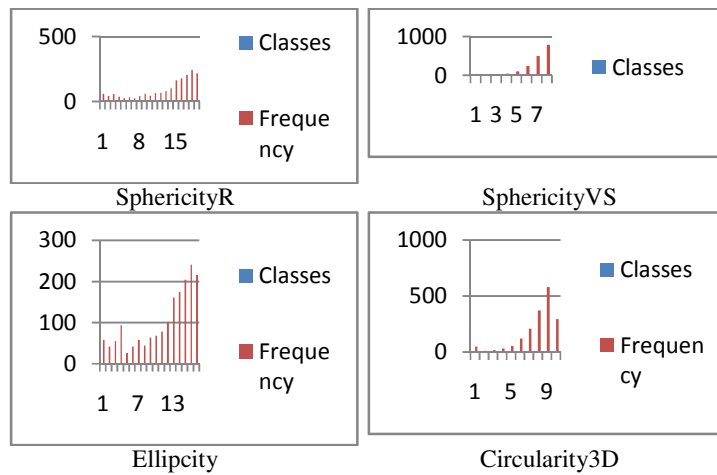 500
0
1 8 15
Classes
Freque
ncy
SphericityR
1000
0
1 3 5 7
Classes
SphericityVS
300
200
100
0
1 7 13
Classes
Freque
ncy
Ellipcity
1000
500
0
1 5 9
Classes
Frequen
cy
Circularity3D